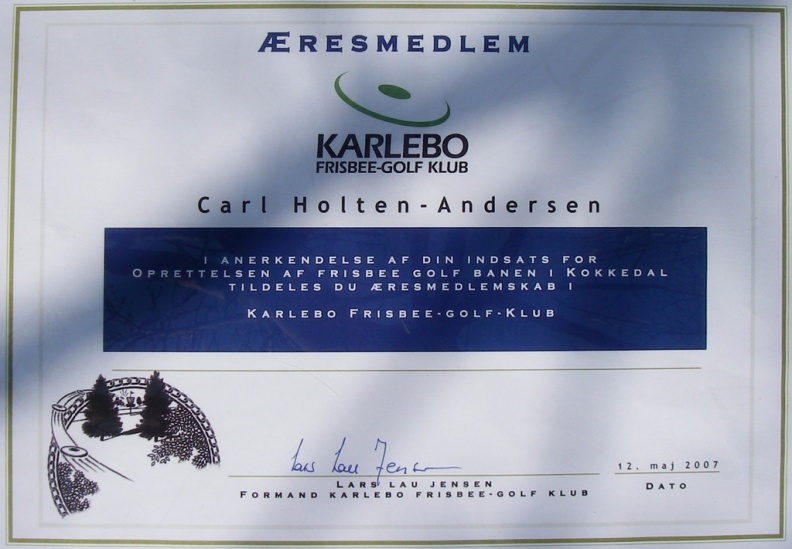 ÆRESMEDLEM
KARLEBO
FRISBEE-GOLF KLUB
Carl Holten-Andersen
I ANERKENDELSE AF DIN INDSATS FOR
OPRETTELSEN AF FRISBEE GOLF BANEN I KOKKEDAL
TILDELES DU ÆRESMEDLEMSKAB I
KARLEBO FRISBEE-GOLF-KLUB
Lars Lau Jensen
12. maj 2007
LARS LAU JENSEN
FORMAND KARLEBO FRISBEE-GOLF KLUB
DATO